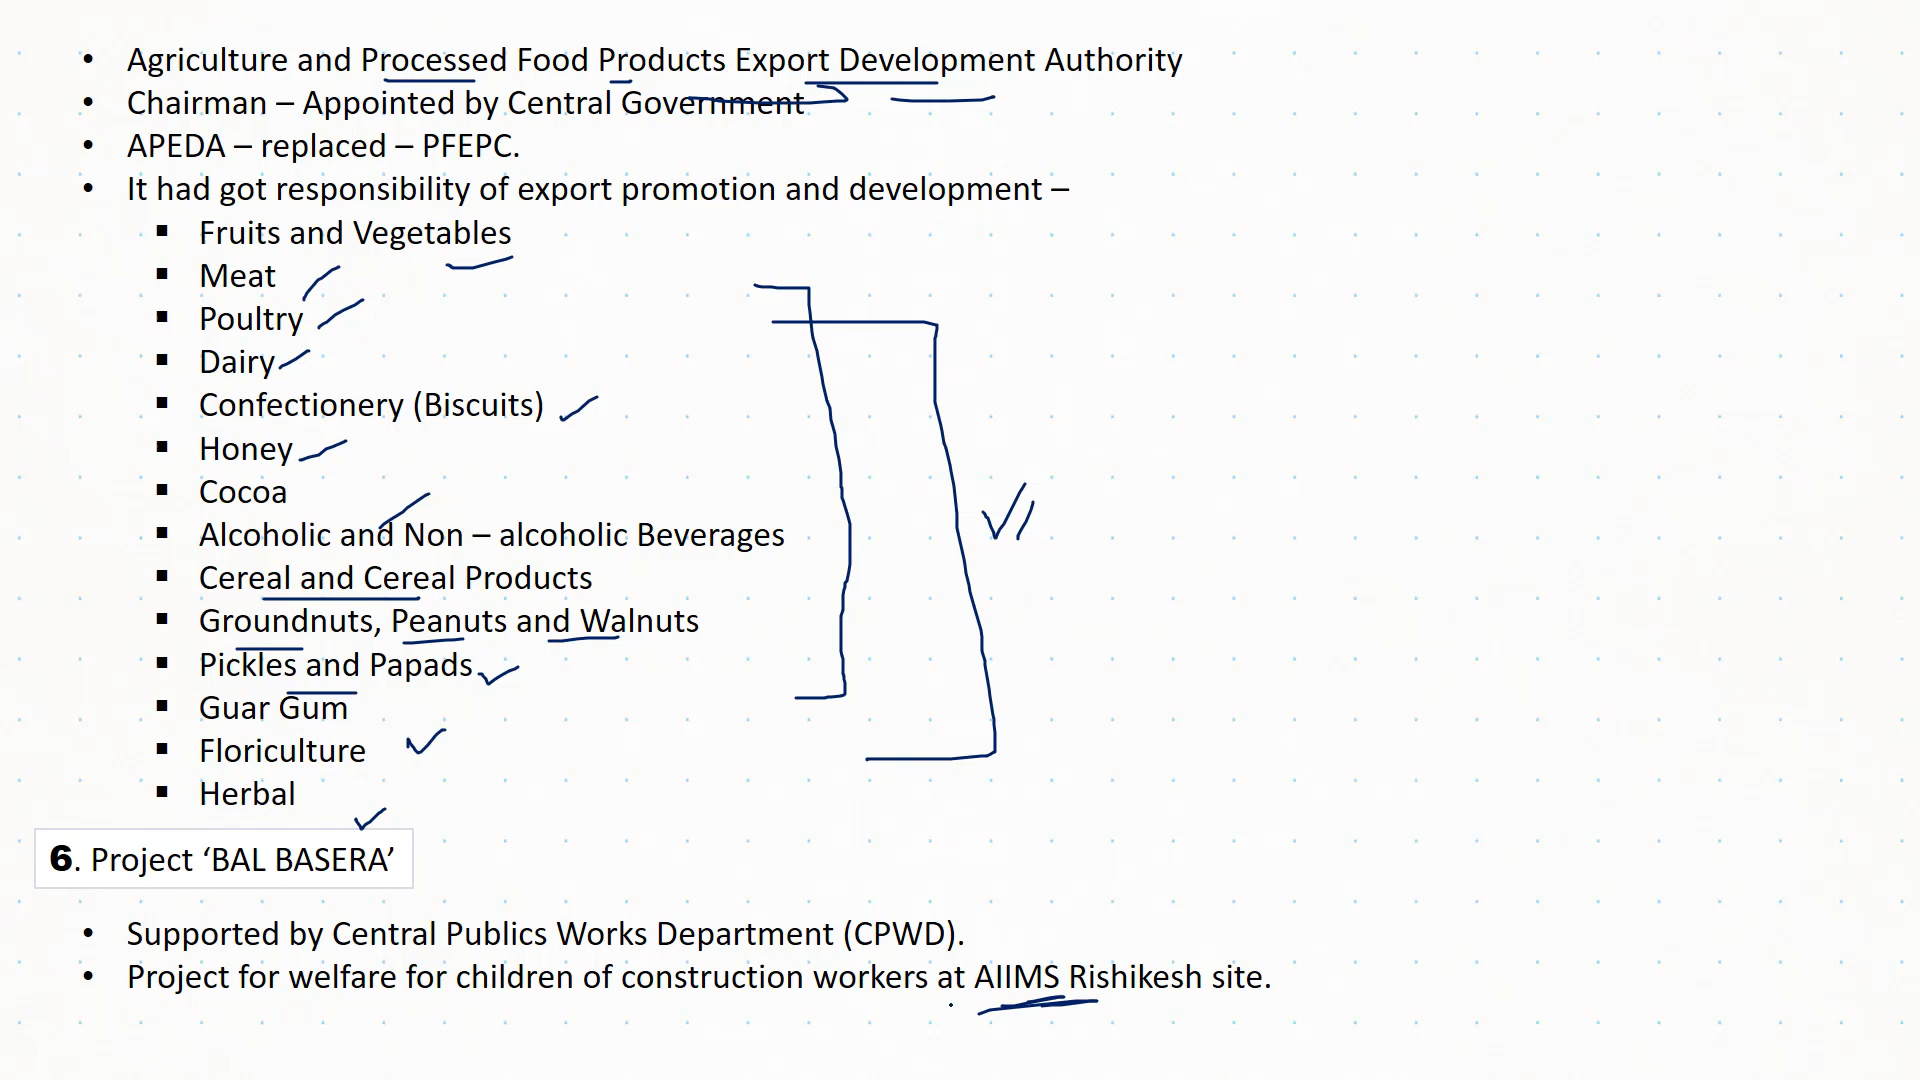 • Agriculture and Processed Food Products Export Development Authority
• Chairman – Appointed by Central Government
• APEDA – replaced – PFEPC.
• It had got responsibility of export promotion and development –
▪ Fruits and Vegetables
▪ Meat
▪ Poultry
▪ Dairy
▪ Confectionery (Biscuits)
▪ Honey
▪ Cocoa
▪ Alcoholic and Non – alcoholic Beverages
▪ Cereal and Cereal Products
▪ Groundnuts, Peanuts and Walnuts
▪ Pickles and Papads
▪ Guar Gum
▪ Floriculture
▪ Herbal
6. Project ‘BAL BASERA’
• Supported by Central Publics Works Department (CPWD).
• Project for welfare for children of construction workers at AIIMS Rishikesh site.